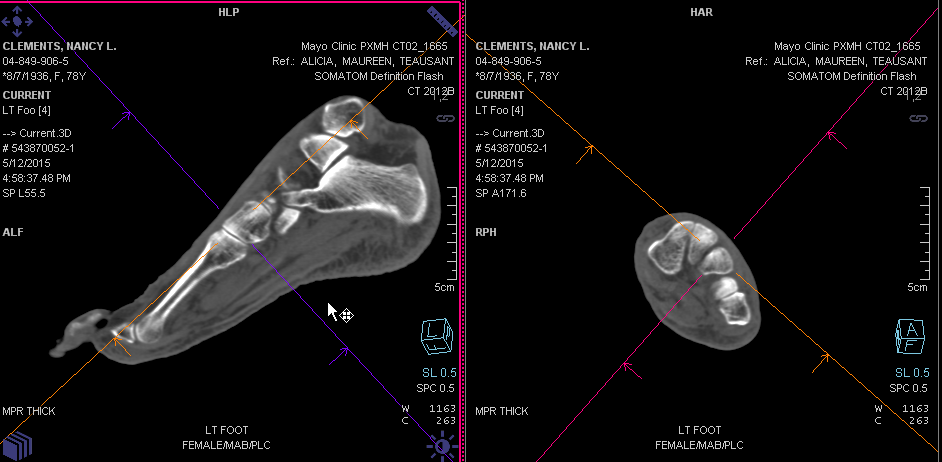 HLP
CLEMENTS, NANCY L.
04-849-906-5
*8/7/1936, F, 78Y
CURRENT
LT Foo [4]
--> Current.3D
# 543870052-1
5/12/2015
4:58:37.48 PM
SP L55.5
ALF
Mayo Clinic PXMH CT02_1665
Ref.: ALICIA, MAUREEN, TEAUSANT
SOMATOM Definition Flash
CT 2012B
1,2
5cm
L
SL 0.5
SPC 0.5
W 1163
C 263
MPR THICK
LT FOOT
FEMALE/MAB/PLC
HAR
CLEMENTS, NANCY L.
04-849-906-5
*8/7/1936, F, 78Y
CURRENT
LT Foo [4]
--> Current.3D
# 543870052-1
5/12/2015
4:58:37.48 PM
SP A171.6
RPH
Mayo Clinic PXMH CT02_1665
Ref.: ALICIA, MAUREEN, TEAUSANT
SOMATOM Definition Flash
CT 2012B
1,2
5cm
A
F
SL 0.5
SPC 0.5
W 1163
C 263
MPR THICK
LT FOOT
FEMALE/MAB/PLC